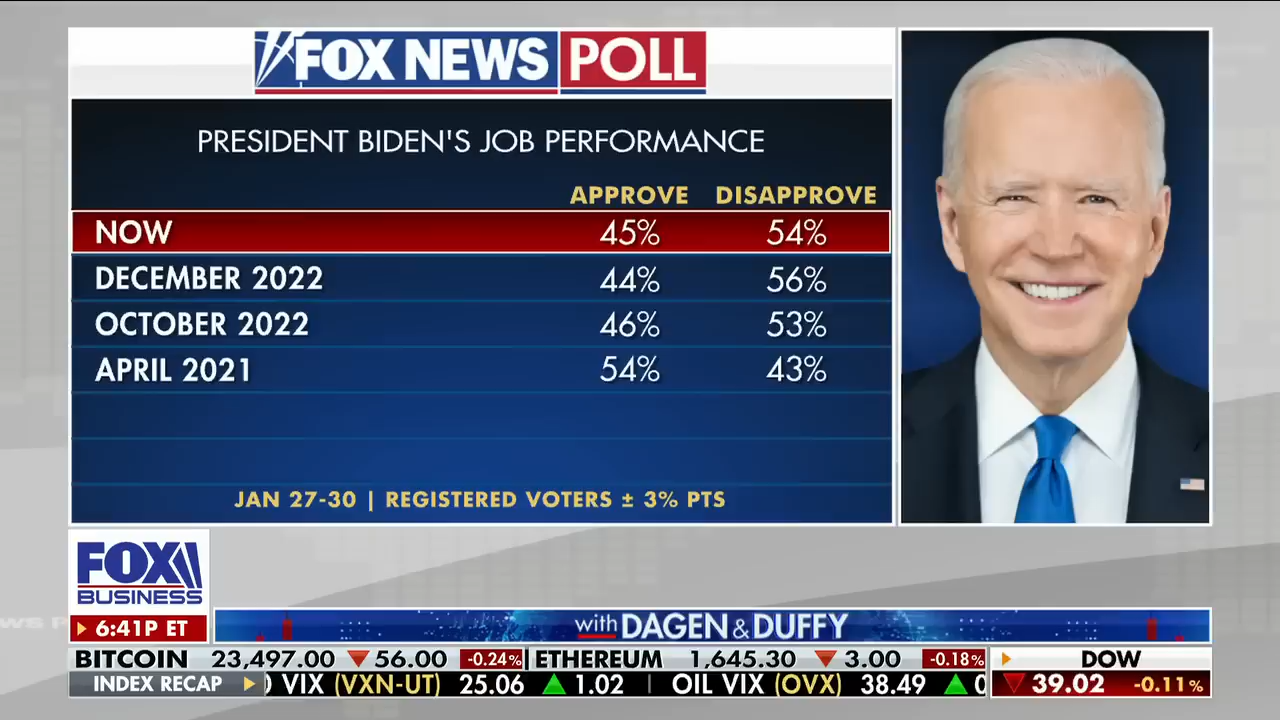 FOX NEWS POLL
PRESIDENT BIDEN'S JOB PERFORMANCE
APPROVE DISAPPROVE
NOW 45% 54%
DECEMBER 2022 44% 56%
OCTOBER 2022 46% 53%
APRIL 2021 54% 43%
JAN 27-30 | REGISTERED VOTERS ± 3% PTS
FOX BUSINESS
6:41P ET
with DAGEN & DUFFY
BITCOIN 23,497.00 ▼ 56.00 -0.24% ETHEREUM 1,645.30 ▼ 3.00 -0.18% DOW
INDEX RECAP VIX (VXN-UT) 25.06 ▲ 1.02 | OIL VIX (OVX) 38.49 ▲ 0 ▼ 39.02 -0.11%